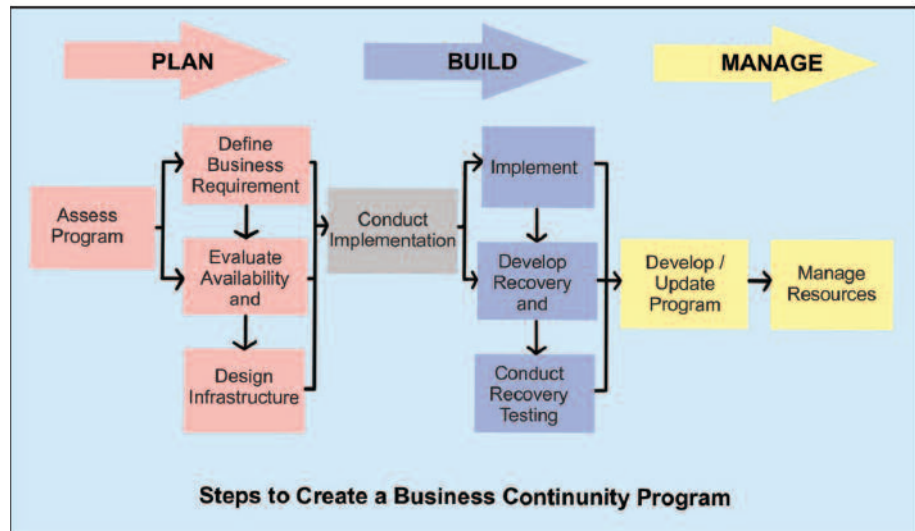 PLAN
BUILD
MANAGE
Assess
Program
Define
Business
Requirement
Evaluate
Availability
and
Design
Infrastructure
Conduct
Implementation
Implement
Develop
Recovery
and
Conduct
Recovery
Testing
Develop /
Update
Program
Manage
Resources
Steps to Create a Business Continunity Program